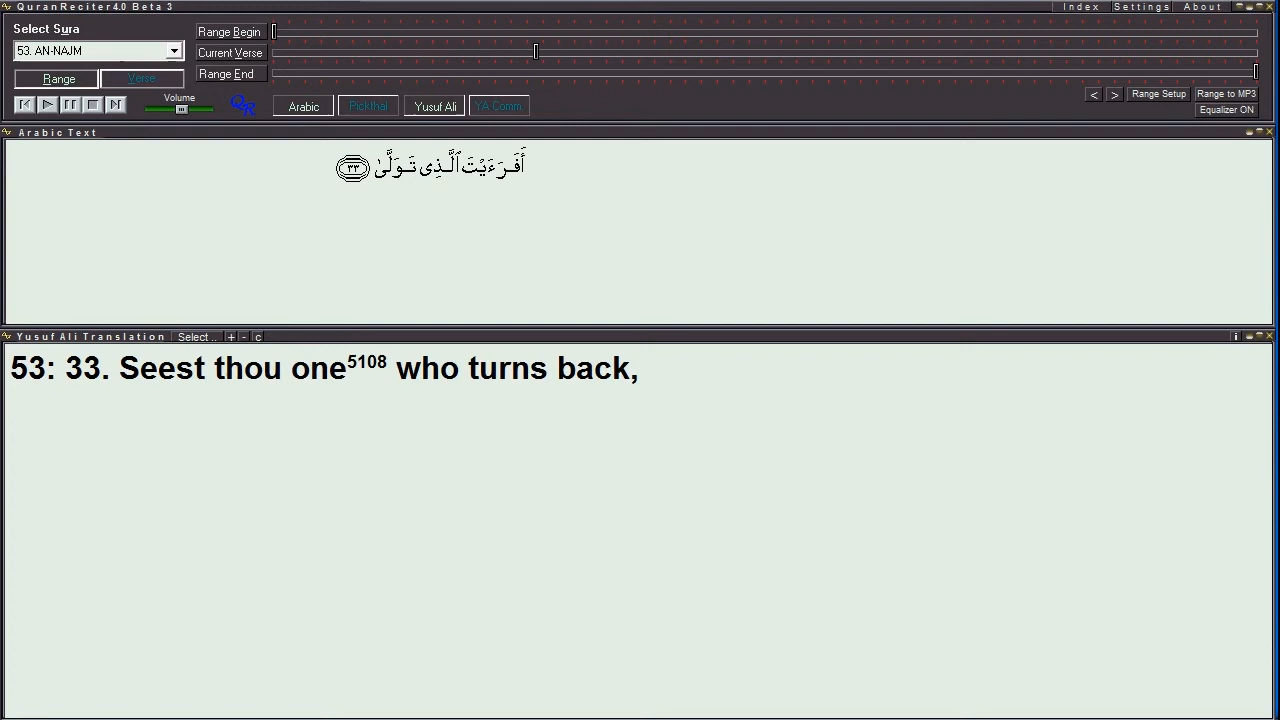 QuranReciter4.0 Beta 3
Index Settings About
Select Sura
53. AN-NAJM
Range Verse
Volume
Range Begin
Current Verse
Range End
Arabic Pickthal Yusuf Ali YA Comm.
< > Range Setup Range to MP3
Equalizer ON
Arabic Text
أَفَرَءَيْتَ ٱلَّذِى تَوَلَّىٰ ٣٣
Yusuf Ali Translation Select .. + - c i
53: 33. Seest thou one5108 who turns back,